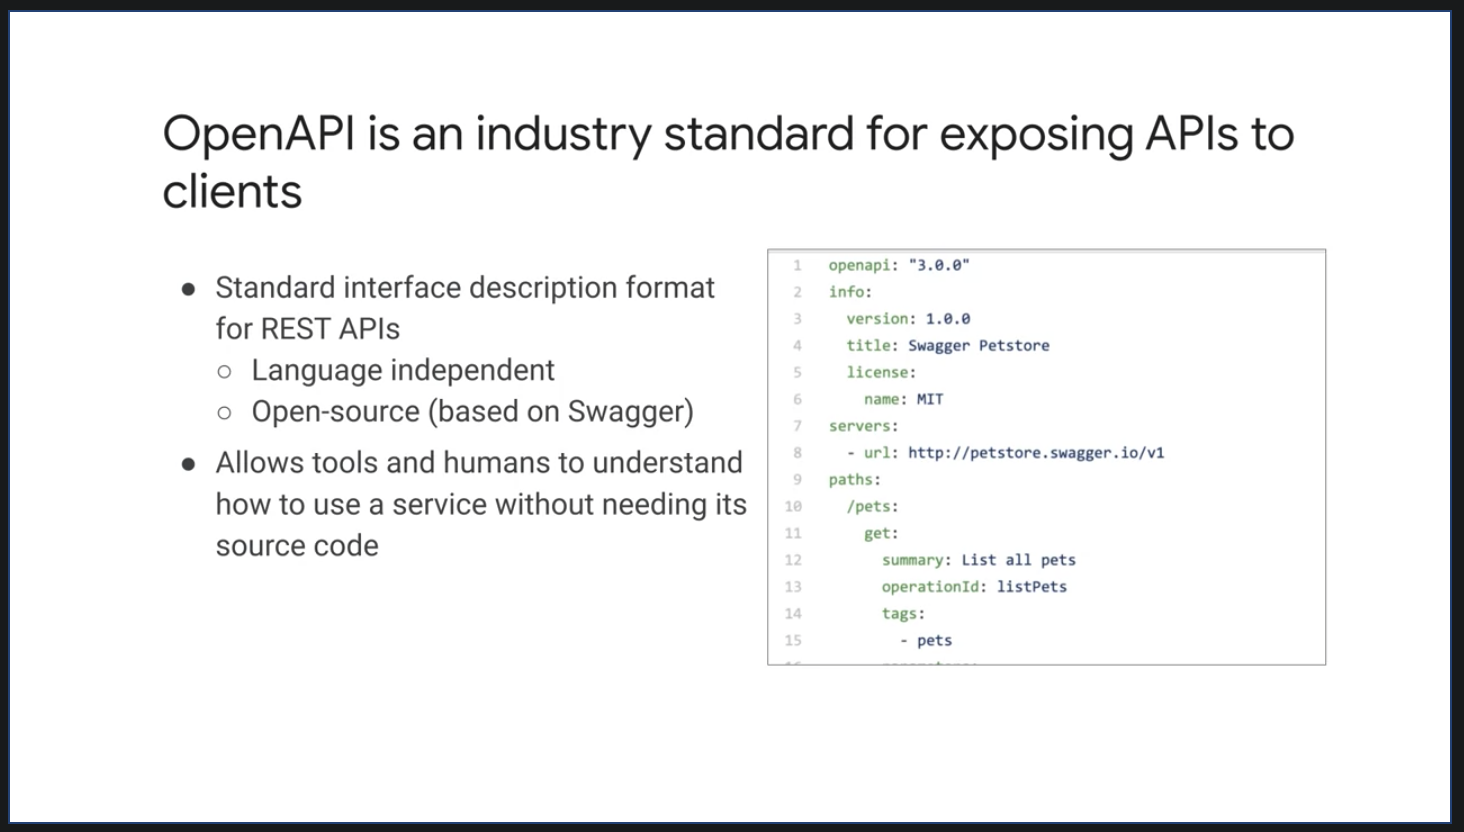 OpenAPI is an industry standard for exposing APIs to
clients
● Standard interface description format
for REST APIs
○ Language independent
○ Open-source (based on Swagger)
● Allows tools and humans to understand
how to use a service without needing its
source code
1 openapi: "3.0.0"
2 info:
3 version: 1.0.0
4 title: Swagger Petstore
5 license:
6 name: MIT
7 servers:
8 - url: http://petstore.swagger.io/v1
9 paths:
10 /pets:
11 get:
12 summary: List all pets
13 operationId: listPets
14 tags:
15 - pets